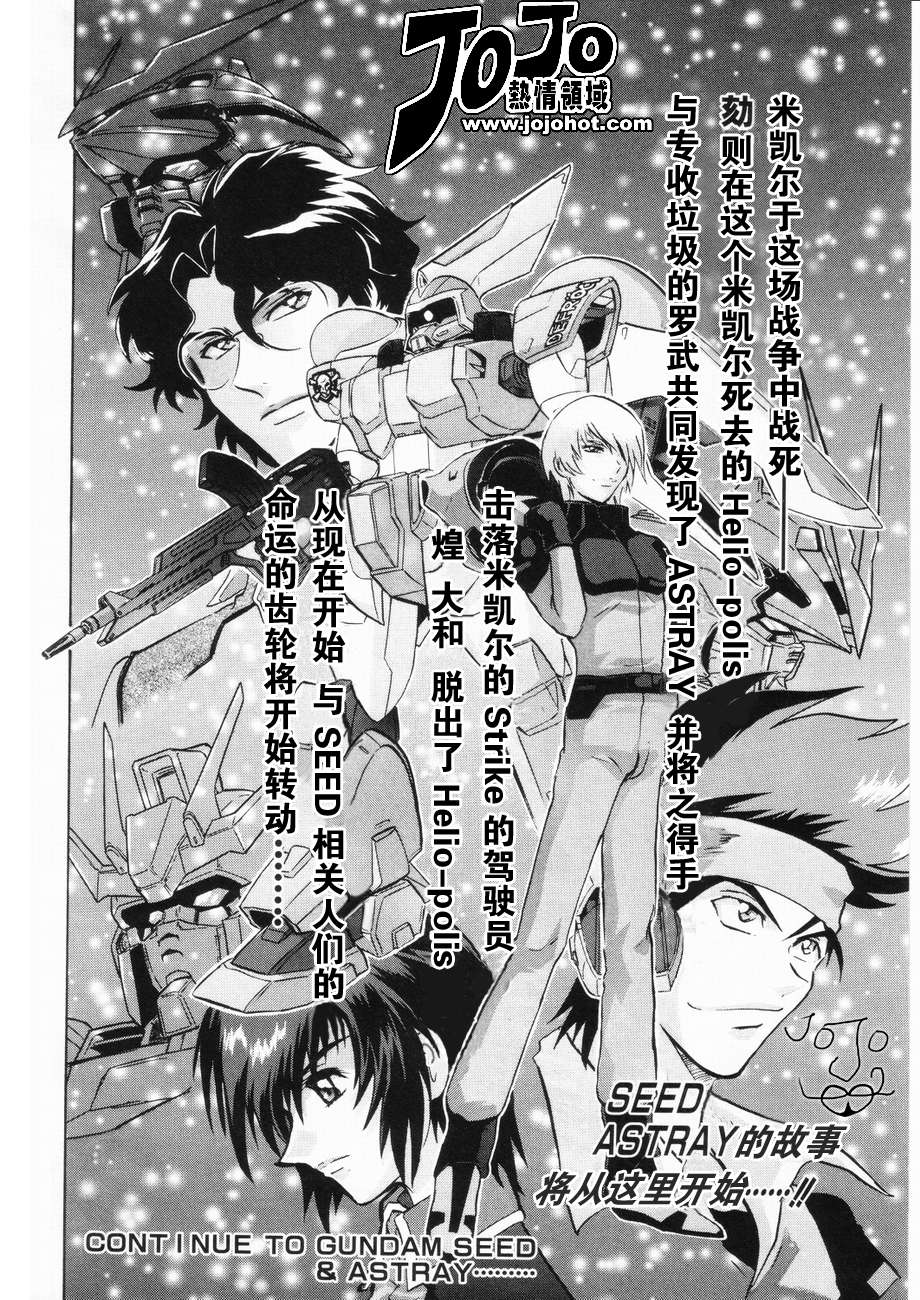 JoJo
熱情領域
www.jojohot.com
米凯尔于这场战争中战死——
劾则在这个米凯尔死去的 Helio-polis
与专收垃圾的罗武共同发现了 ASTRAY 并将之得手
击落米凯尔的 Strike 的驾驶员
煌 大和 脱出了 Helio-polis
从现在开始 与 SEED 相关人们的
命运的齿轮将开始转动………
JoJo
SEED
ASTRAY的故事
将从这里开始……!!
CONTINUE TO GUNDAM SEED
& ASTRAY………